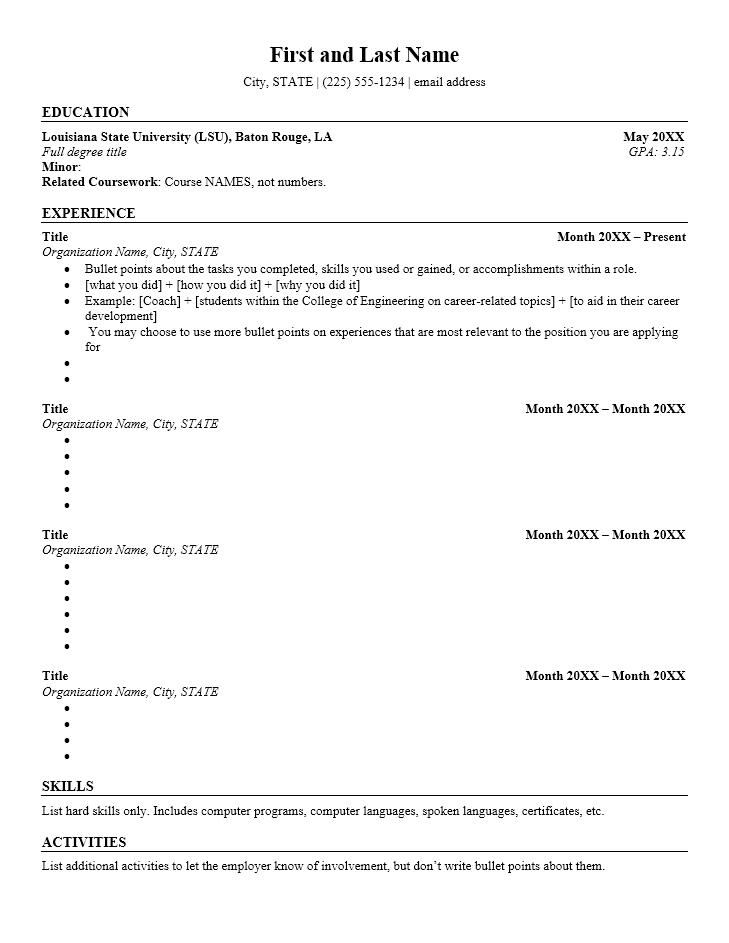 First and Last Name
City, STATE | (225) 555-1234 | email address
EDUCATION
Louisiana State University (LSU), Baton Rouge, LA May 20XX
Full degree title GPA: 3.15
Minor:
Related Coursework: Course NAMES, not numbers.
EXPERIENCE
Title Month 20XX – Present
Organization Name, City, STATE
• Bullet points about the tasks you completed, skills you used or gained, or accomplishments within a role.
• [what you did] + [how you did it] + [why you did it]
• Example: [Coach] + [students within the College of Engineering on career-related topics] + [to aid in their career
development]
• You may choose to use more bullet points on experiences that are most relevant to the position you are applying
for
•
•
Title Month 20XX – Month 20XX
Organization Name, City, STATE
•
•
•
•
•
Title Month 20XX – Month 20XX
Organization Name, City, STATE
•
•
•
•
•
•
Title Month 20XX – Month 20XX
Organization Name, City, STATE
•
•
•
•
SKILLS
List hard skills only. Includes computer programs, computer languages, spoken languages, certificates, etc.
ACTIVITIES
List additional activities to let the employer know of involvement, but don’t write bullet points about them.